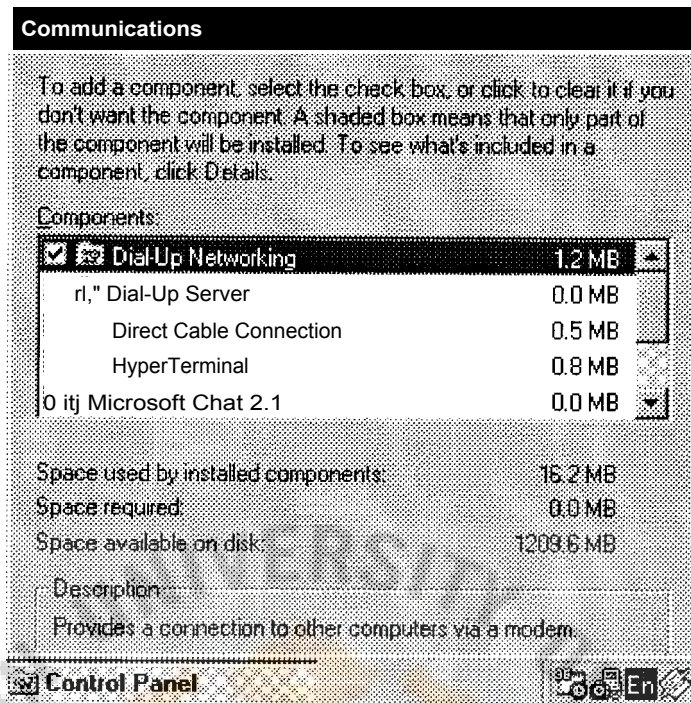 Communications
To add a component, select the check box, or click to clear it if you
don't want the component. A shaded box means that only part of
the component will be installed. To see what's included in a
component, click Details.
Components:
Dial-Up Networking 1.2 MB
rl," Dial-Up Server 0.0 MB
Direct Cable Connection 0.5 MB
HyperTerminal 0.8 MB
0 itj Microsoft Chat 2.1 0.0 MB
Space used by installed components: 16.2 MB
Space required: 0.0 MB
Space available on disk: 1209.6 MB
Description
Provides a connection to other computers via a modem.
UNIVERSITY
Control Panel En